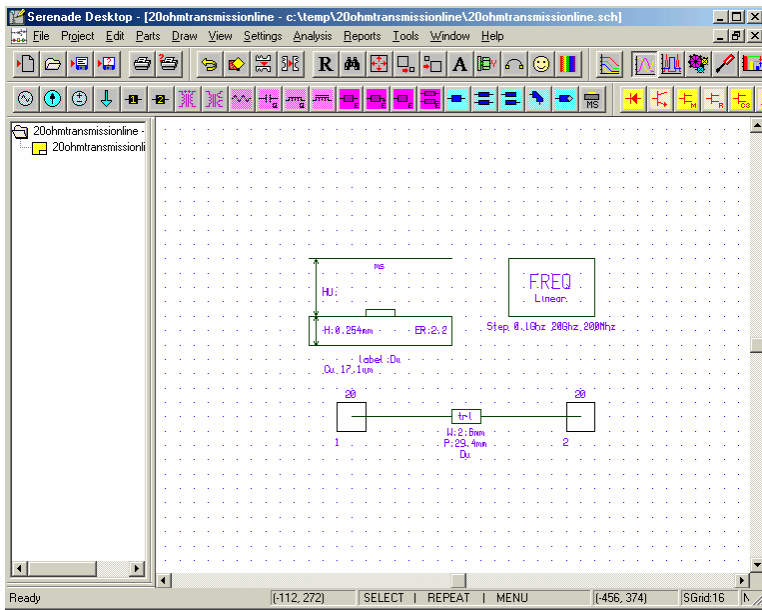 Serenade Desktop - [20ohmtransmissionline - c:\temp\20ohmtransmissionline\20ohmtransmissionline.sch]
File Project Edit Parts Draw View Settings Analysis Reports Tools Window Help
R A
MS
20ohmtransmissionline -
20ohmtransmissionli
ms
HU:
H:0.254mm ER:2.2
label:Du
Cu 17.1um
FREQ
Linear
Step 0.1Ghz 20Ghz 200Mhz
20 20
trl
1 2
W:2.6mm
P:29.4mm
Du
Ready (-112, 272) SELECT | REPEAT | MENU (-456, 374) SGrid:16 N